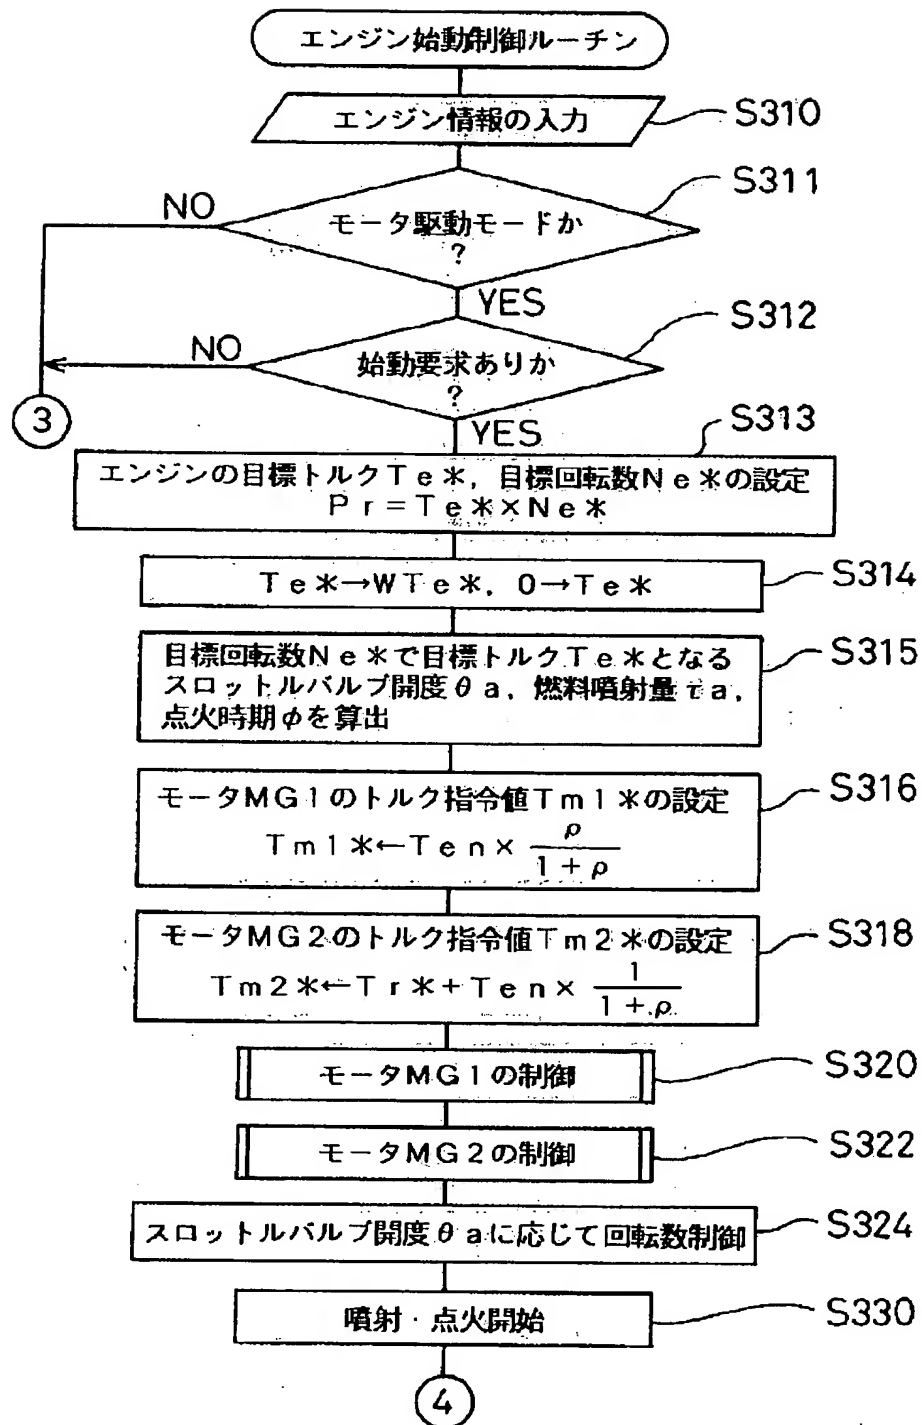 エンジン始動制御ルーチン
エンジン情報の入力
S310
S311
NO
モータ駆動モードか
?
YES
S312
NO
始動要求ありか
?
3
YES
S313
エンジンの目標トルクTe*,目標回転数Ne*の設定
Pr=Te*×Ne*
Te*→WTe*,0→Te*
S314
目標回転数Ne*で目標トルクTe*となる
スロットルバルブ開度θa,燃料噴射量τa,
点火時期φを算出
S315
モータMG1のトルク指令値Tm1*の設定
Tm1*←Ten×ρ/(1+ρ)
S316
モータMG2のトルク指令値Tm2*の設定
Tm2*←Tr*+Ten×1/(1+ρ)
S318
モータMG1の制御
S320
モータMG2の制御
S322
スロットルバルブ開度θaに応じて回転数制御
S324
噴射·点火開始
S330
4